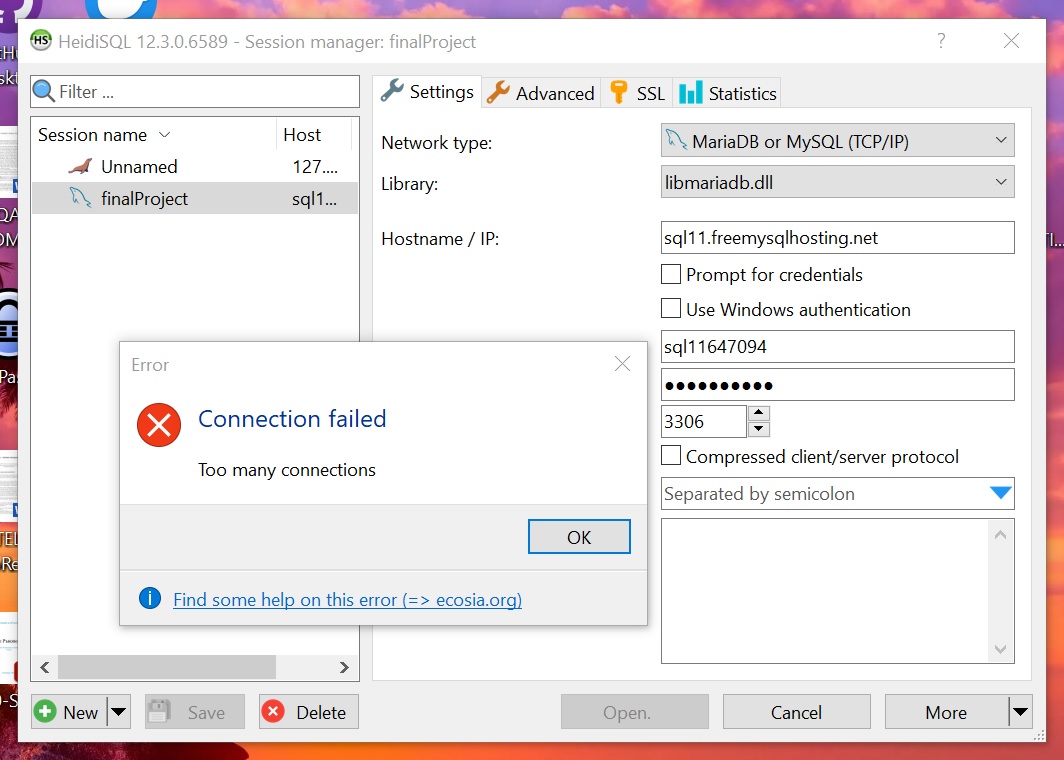 HeidiSQL 12.3.0.6589 - Session manager: finalProject
?
Filter ...
Settings Advanced SSL Statistics
Session name Host
Unnamed 127....
finalProject sql1...
Network type: MariaDB or MySQL (TCP/IP)
Library: libmariadb.dll
Hostname / IP: sql11.freemysqlhosting.net
Prompt for credentials
Use Windows authentication
sql11647094
●●●●●●●●●●
3306
Compressed client/server protocol
Separated by semicolon
Error
Connection failed
Too many connections
OK
Find some help on this error (=> ecosia.org)
New Save Delete Open. Cancel More